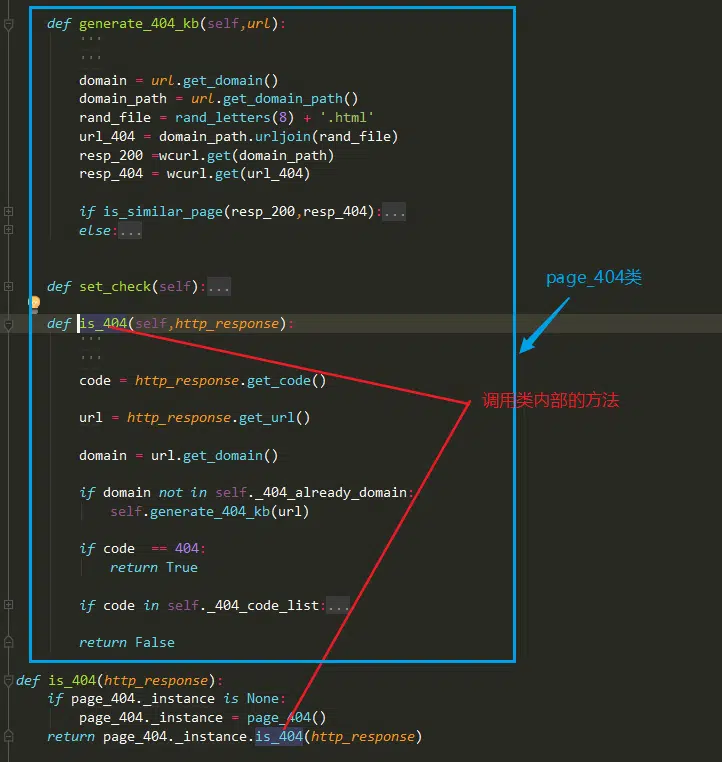 def generate_404_kb(self,url):
'''
'''
domain = url.get_domain()
domain_path = url.get_domain_path()
rand_file = rand_letters(8) + '.html'
url_404 = domain_path.urljoin(rand_file)
resp_200 =wcurl.get(domain_path)
resp_404 = wcurl.get(url_404)
if is_similar_page(resp_200,resp_404):...
else:...
def set_check(self):...
page_404类
def is_404(self,http_response):
'''
'''
code = http_response.get_code()
调用类内部的方法
url = http_response.get_url()
domain = url.get_domain()
if domain not in self._404_already_domain:
self.generate_404_kb(url)
if code  == 404:
return True
if code in self._404_code_list:...
return False
def is_404(http_response):
if page_404._instance is None:
page_404._instance = page_404()
return page_404._instance.is_404(http_response)